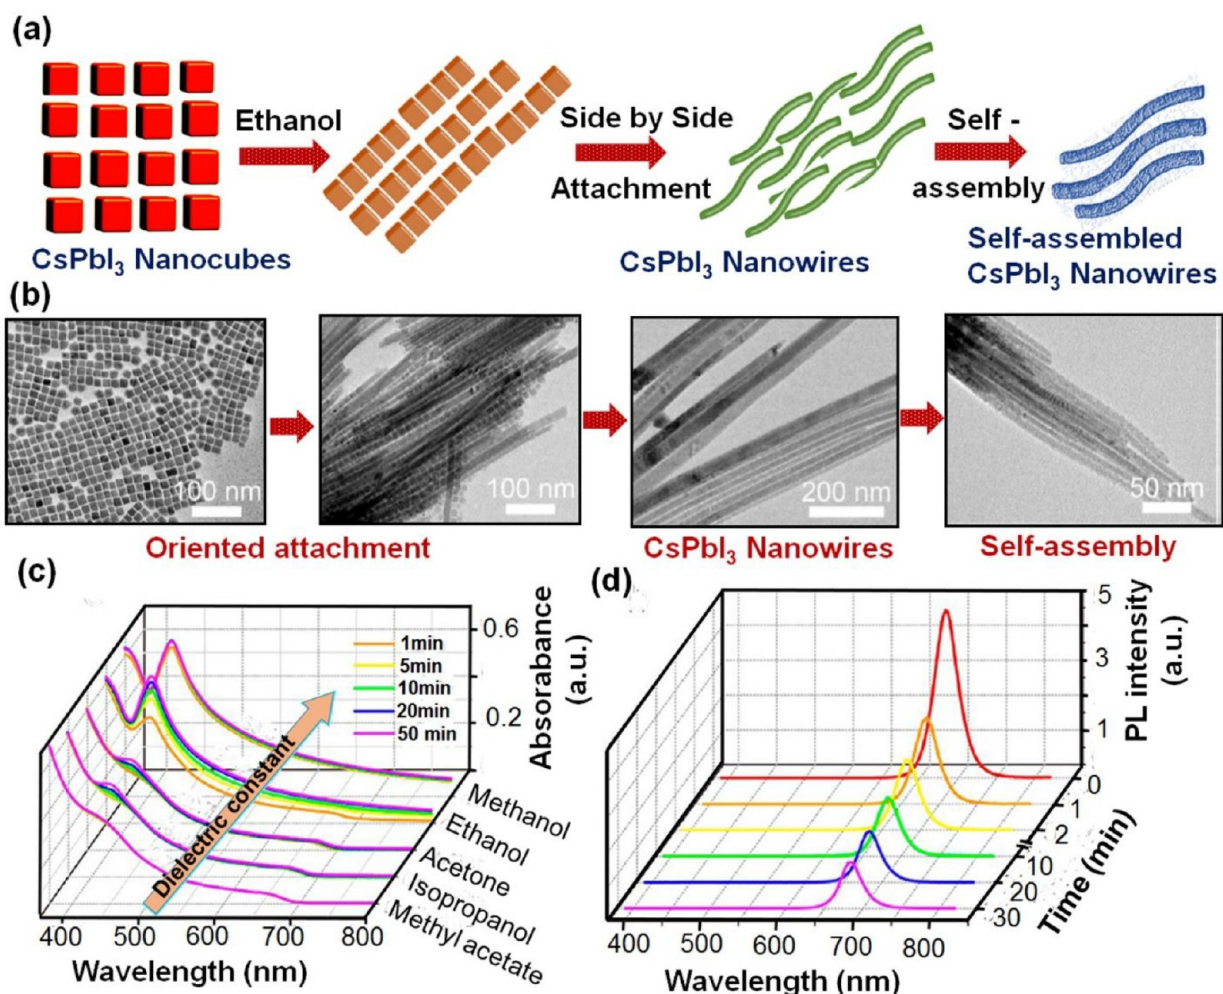 (a)
Ethanol
Side by Side
Attachment
Self -
assembly
CsPbI₃ Nanocubes
CsPbI₃ Nanowires
Self-assembled
CsPbI₃ Nanowires
(b)
100 nm
100 nm
200 nm
50 nm
Oriented attachment
CsPbI₃ Nanowires
Self-assembly
(c)
0.6
0.2
Absorabance
(a.u.)
1min
5min
10min
20min
50 min
Dielectric constant
Methanol
Ethanol
Acetone
Isopropanol
Methyl acetate
400
500
600
700
800
Wavelength (nm)
(d)
5
3
1
PL intensity
(a.u.)
0
1
2
10
20
30
Time (min)
400
500
600
700
800
Wavelength (nm)